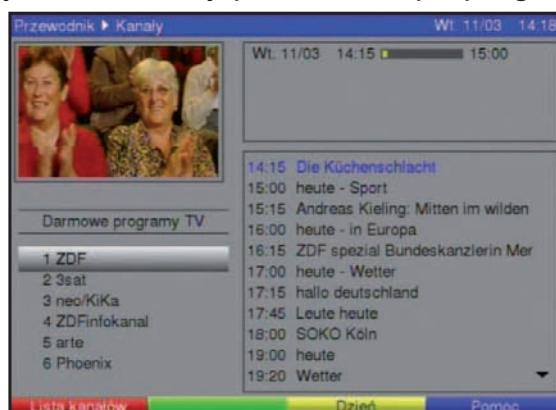 Przewodnik ▶ Kanały
Wt. 11/03 14:18
Wt. 11/03 14:15 15:00
Darmowe programy TV
1 ZDF
2 3sat
3 neo/KiKa
4 ZDFinfokanal
5 arte
6 Phoenix
14:15 Die Küchenschlacht
15:00 heute - Sport
15:15 Andreas Kieling: Mitten im wilden
16:00 heute - in Europa
16:15 ZDF spezial Bundeskanzlerin Mer
17:00 heute - Wetter
17:15 hallo deutschland
17:45 Leute heute
18:00 SOKO Köln
19:00 heute
19:20 Wetter
Lista kanałów
Dzień
Pomoc